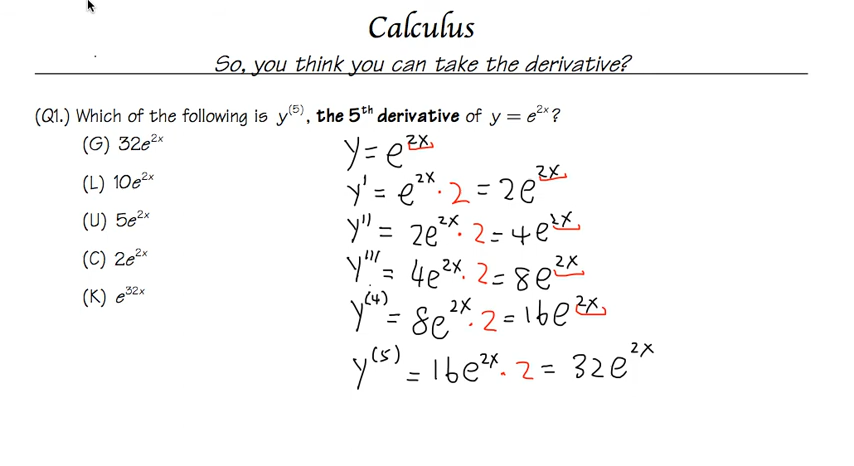 Calculus
So, you think you can take the derivative?
(Q1.) Which of the following is y⁽⁵⁾, the 5ᵗʰ derivative of y = e²ˣ?
(G) 32e²ˣ
(L) 10e²ˣ
(U) 5e²ˣ
(C) 2e²ˣ
(K) e³²ˣ
y = e²ˣ
y' = e²ˣ · 2 = 2e²ˣ
y'' = 2e²ˣ · 2 = 4e²ˣ
y''' = 4e²ˣ · 2 = 8e²ˣ
y⁽⁴⁾ = 8e²ˣ · 2 = 16e²ˣ
y⁽⁵⁾ = 16e²ˣ · 2 = 32e²ˣ